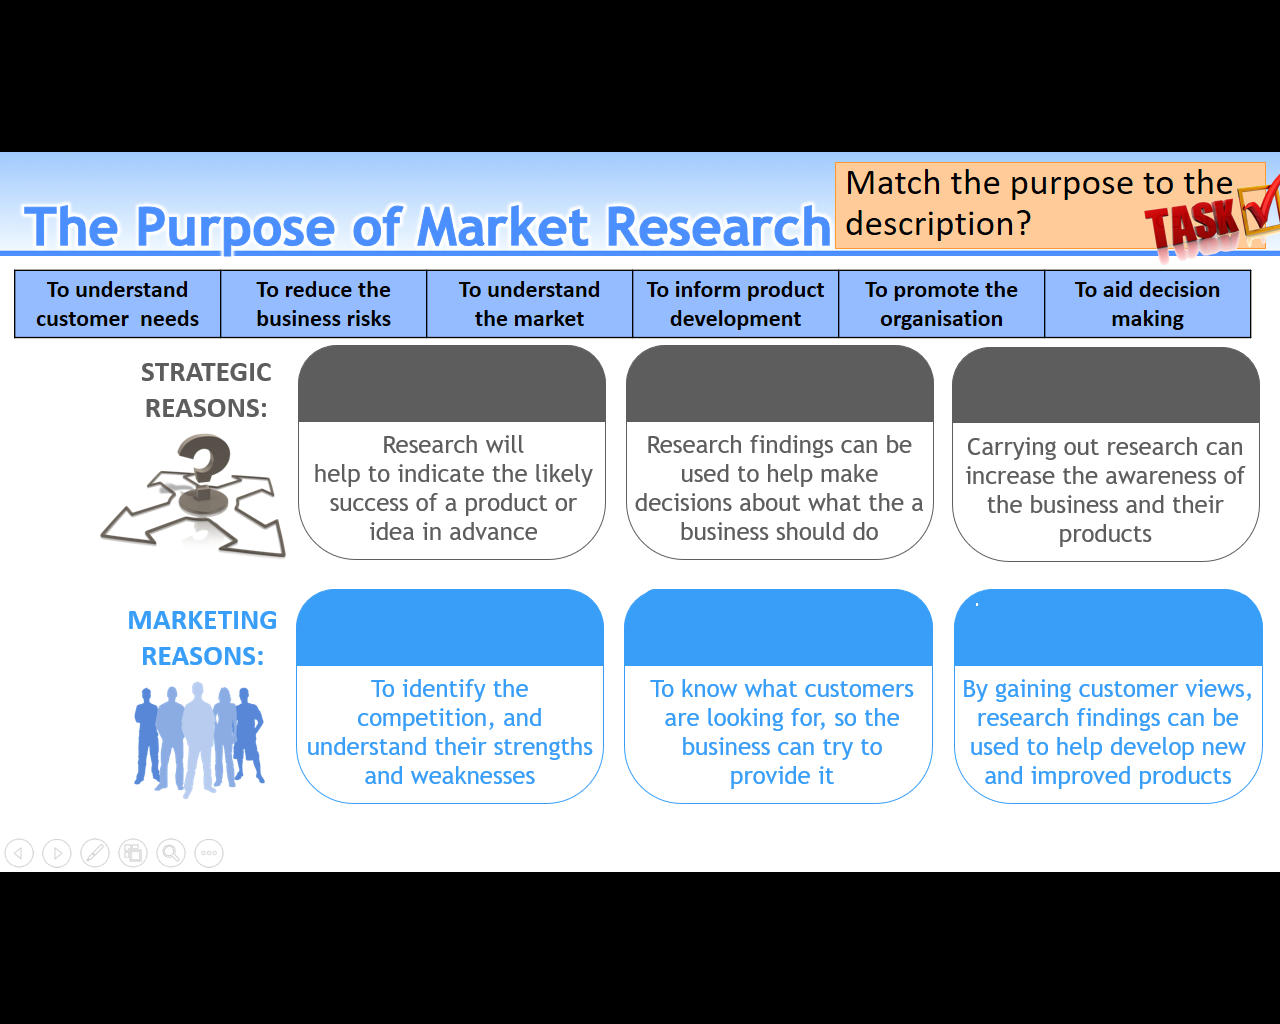 The Purpose of Market Research
Match the purpose to the
description?
TASK
To understand
customer  needs
To reduce the
business risks
To understand
the market
To inform product
development
To promote the
organisation
To aid decision
making
STRATEGIC
REASONS:
?
Research will
help to indicate the likely
success of a product or
idea in advance
Research findings can be
used to help make
decisions about what the a
business should do
Carrying out research can
increase the awareness of
the business and their
products
MARKETING
REASONS:
To identify the
competition, and
understand their strengths
and weaknesses
To know what customers
are looking for, so the
business can try to
provide it
By gaining customer views,
research findings can be
used to help develop new
and improved products